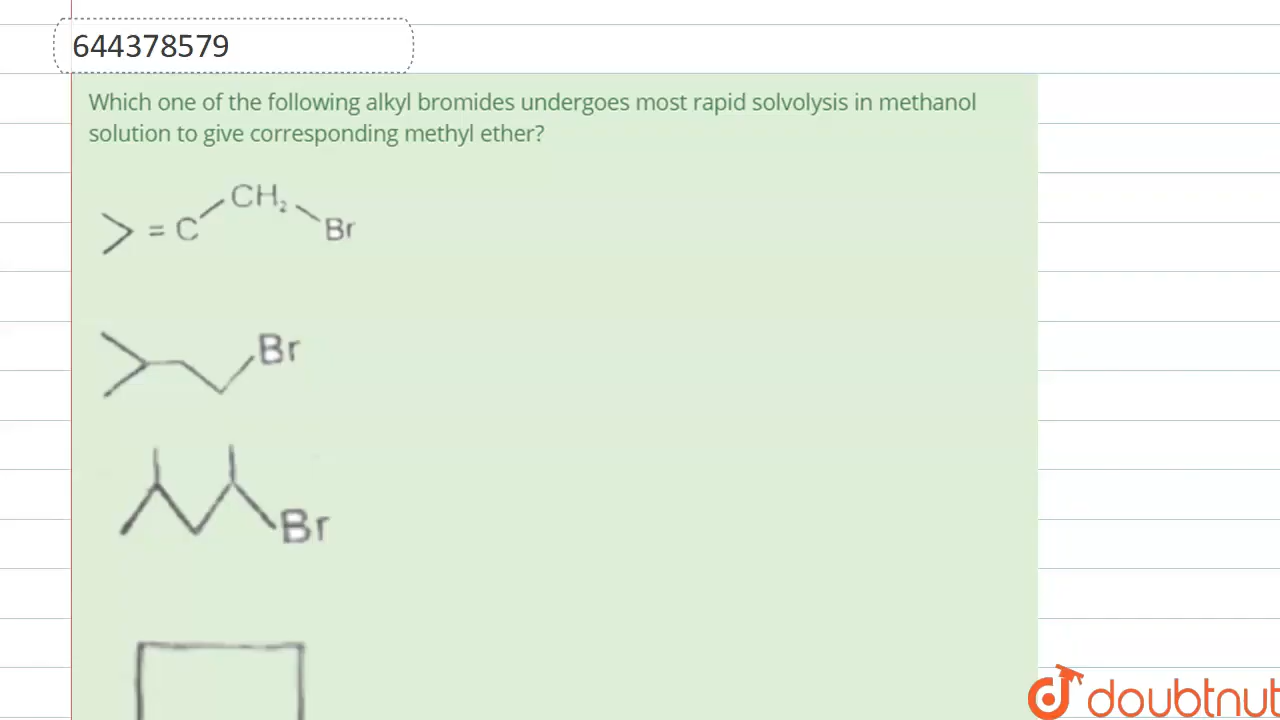 644378579
Which one of the following alkyl bromides undergoes most rapid solvolysis in methanol
solution to give corresponding methyl ether?
CH₂
= C
Br
Br
Br
doubtnut